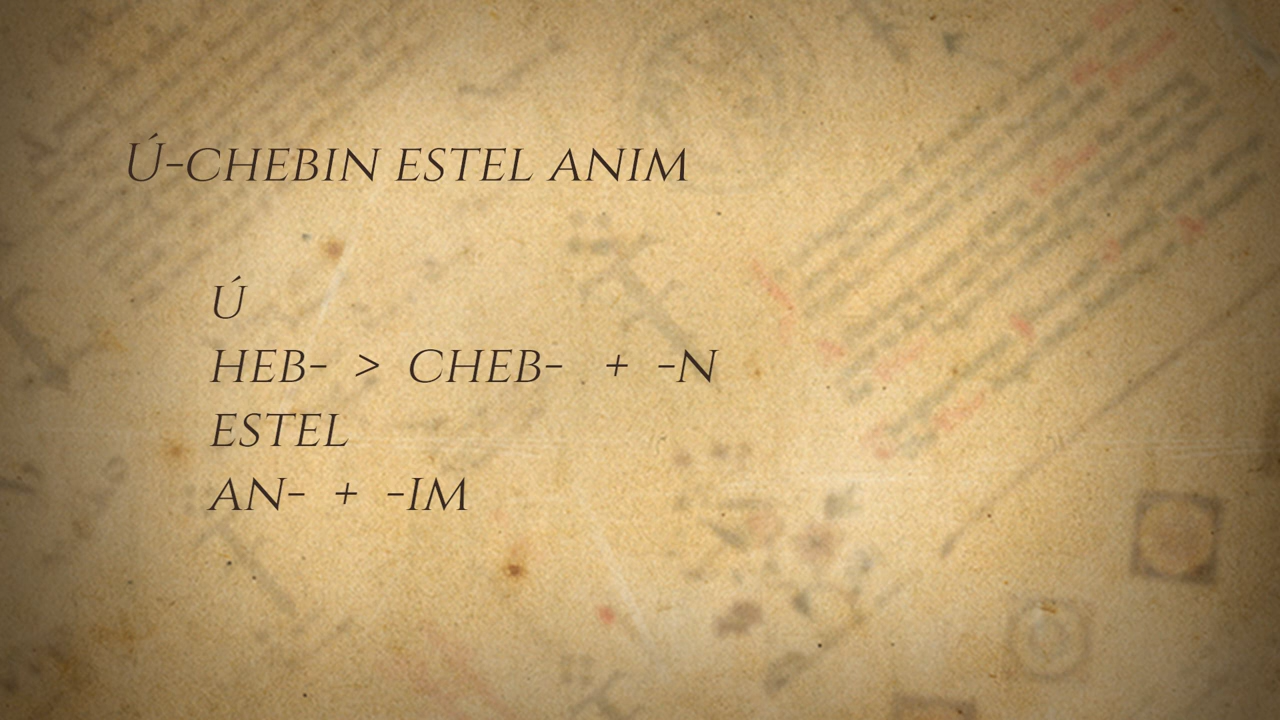 Ú-CHEBIN ESTEL ANIM
Ú
HEB- > CHEB- + -N
ESTEL
AN- + -IM